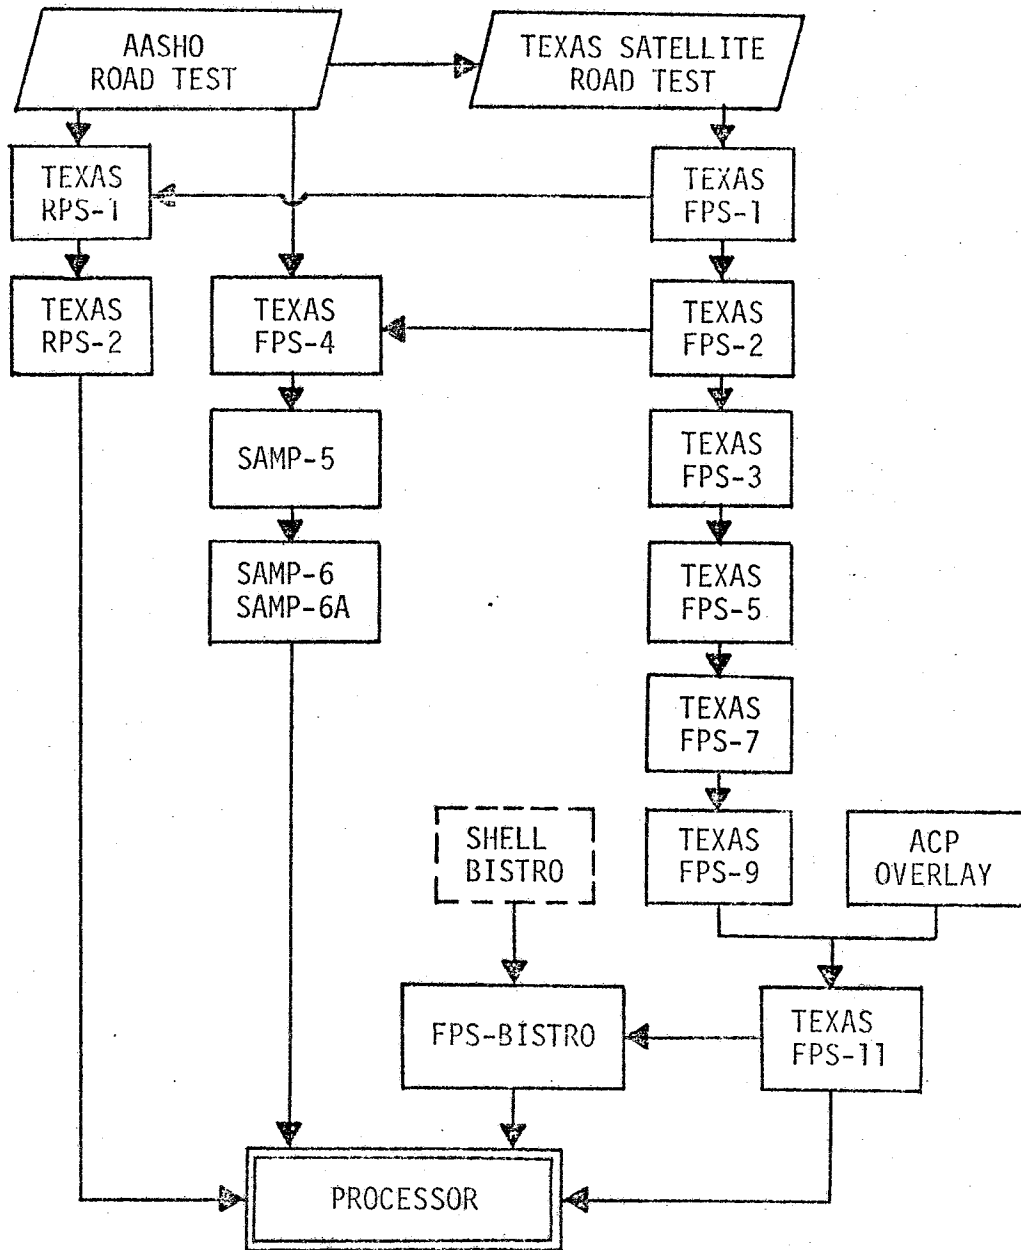 AASHO
ROAD TEST
TEXAS SATELLITE
ROAD TEST
TEXAS
RPS-1
TEXAS
FPS-1
TEXAS
RPS-2
TEXAS
FPS-4
TEXAS
FPS-2
SAMP-5
TEXAS
FPS-3
SAMP-6
SAMP-6A
TEXAS
FPS-5
TEXAS
FPS-7
SHELL
BISTRO
TEXAS
FPS-9
ACP
OVERLAY
FPS-BISTRO
TEXAS
FPS-11
PROCESSOR